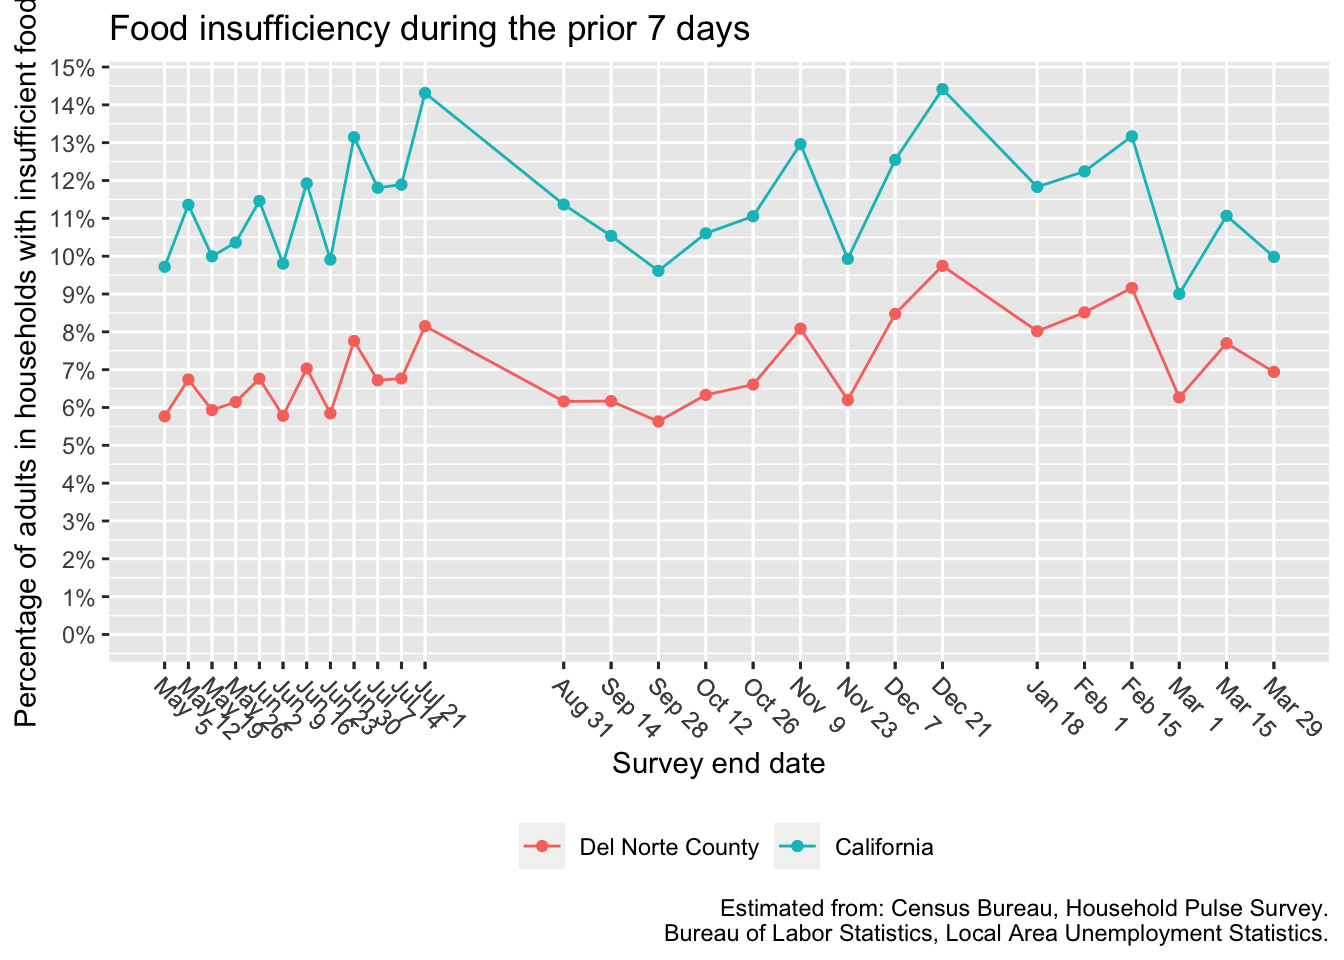 Food insufficiency during the prior 7 days
Percentage of adults in households with insufficient food
15%
14%
13%
12%
11%
10%
9%
8%
7%
6%
5%
4%
3%
2%
1%
0%
May 5
May 12
May 19
May 26
Jun 2
Jun 9
Jun 16
Jun 23
Jun 30
Jul 7
Jul 14
Jul 21
Aug 31
Sep 14
Sep 28
Oct 12
Oct 26
Nov 9
Nov 23
Dec 7
Dec 21
Jan 18
Feb 1
Feb 15
Mar 1
Mar 15
Mar 29
Survey end date
Del Norte County
California
Estimated from: Census Bureau, Household Pulse Survey.
Bureau of Labor Statistics, Local Area Unemployment Statistics.